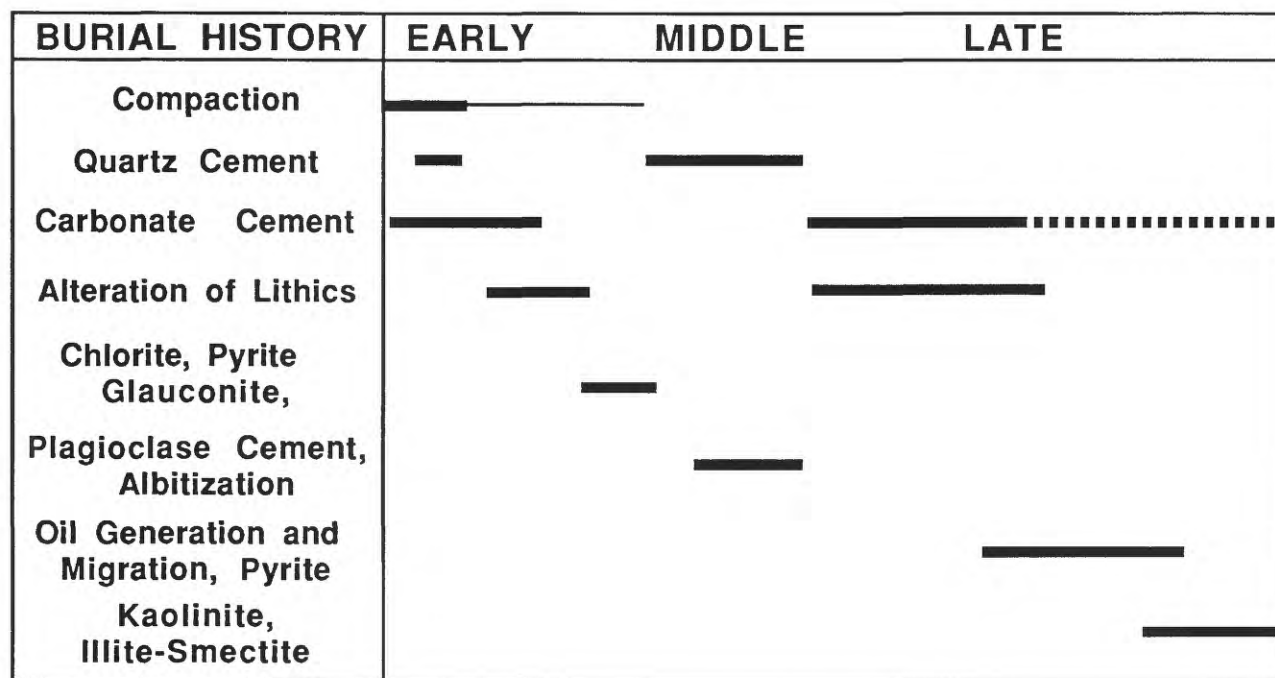 BURIAL HISTORY EARLY MIDDLE LATE
Compaction
Quartz Cement
Carbonate Cement
Alteration of Lithics
Chlorite, Pyrite
Glauconite,
Plagioclase Cement,
Albitization
Oil Generation and
Migration, Pyrite
Kaolinite,
Illite-Smectite